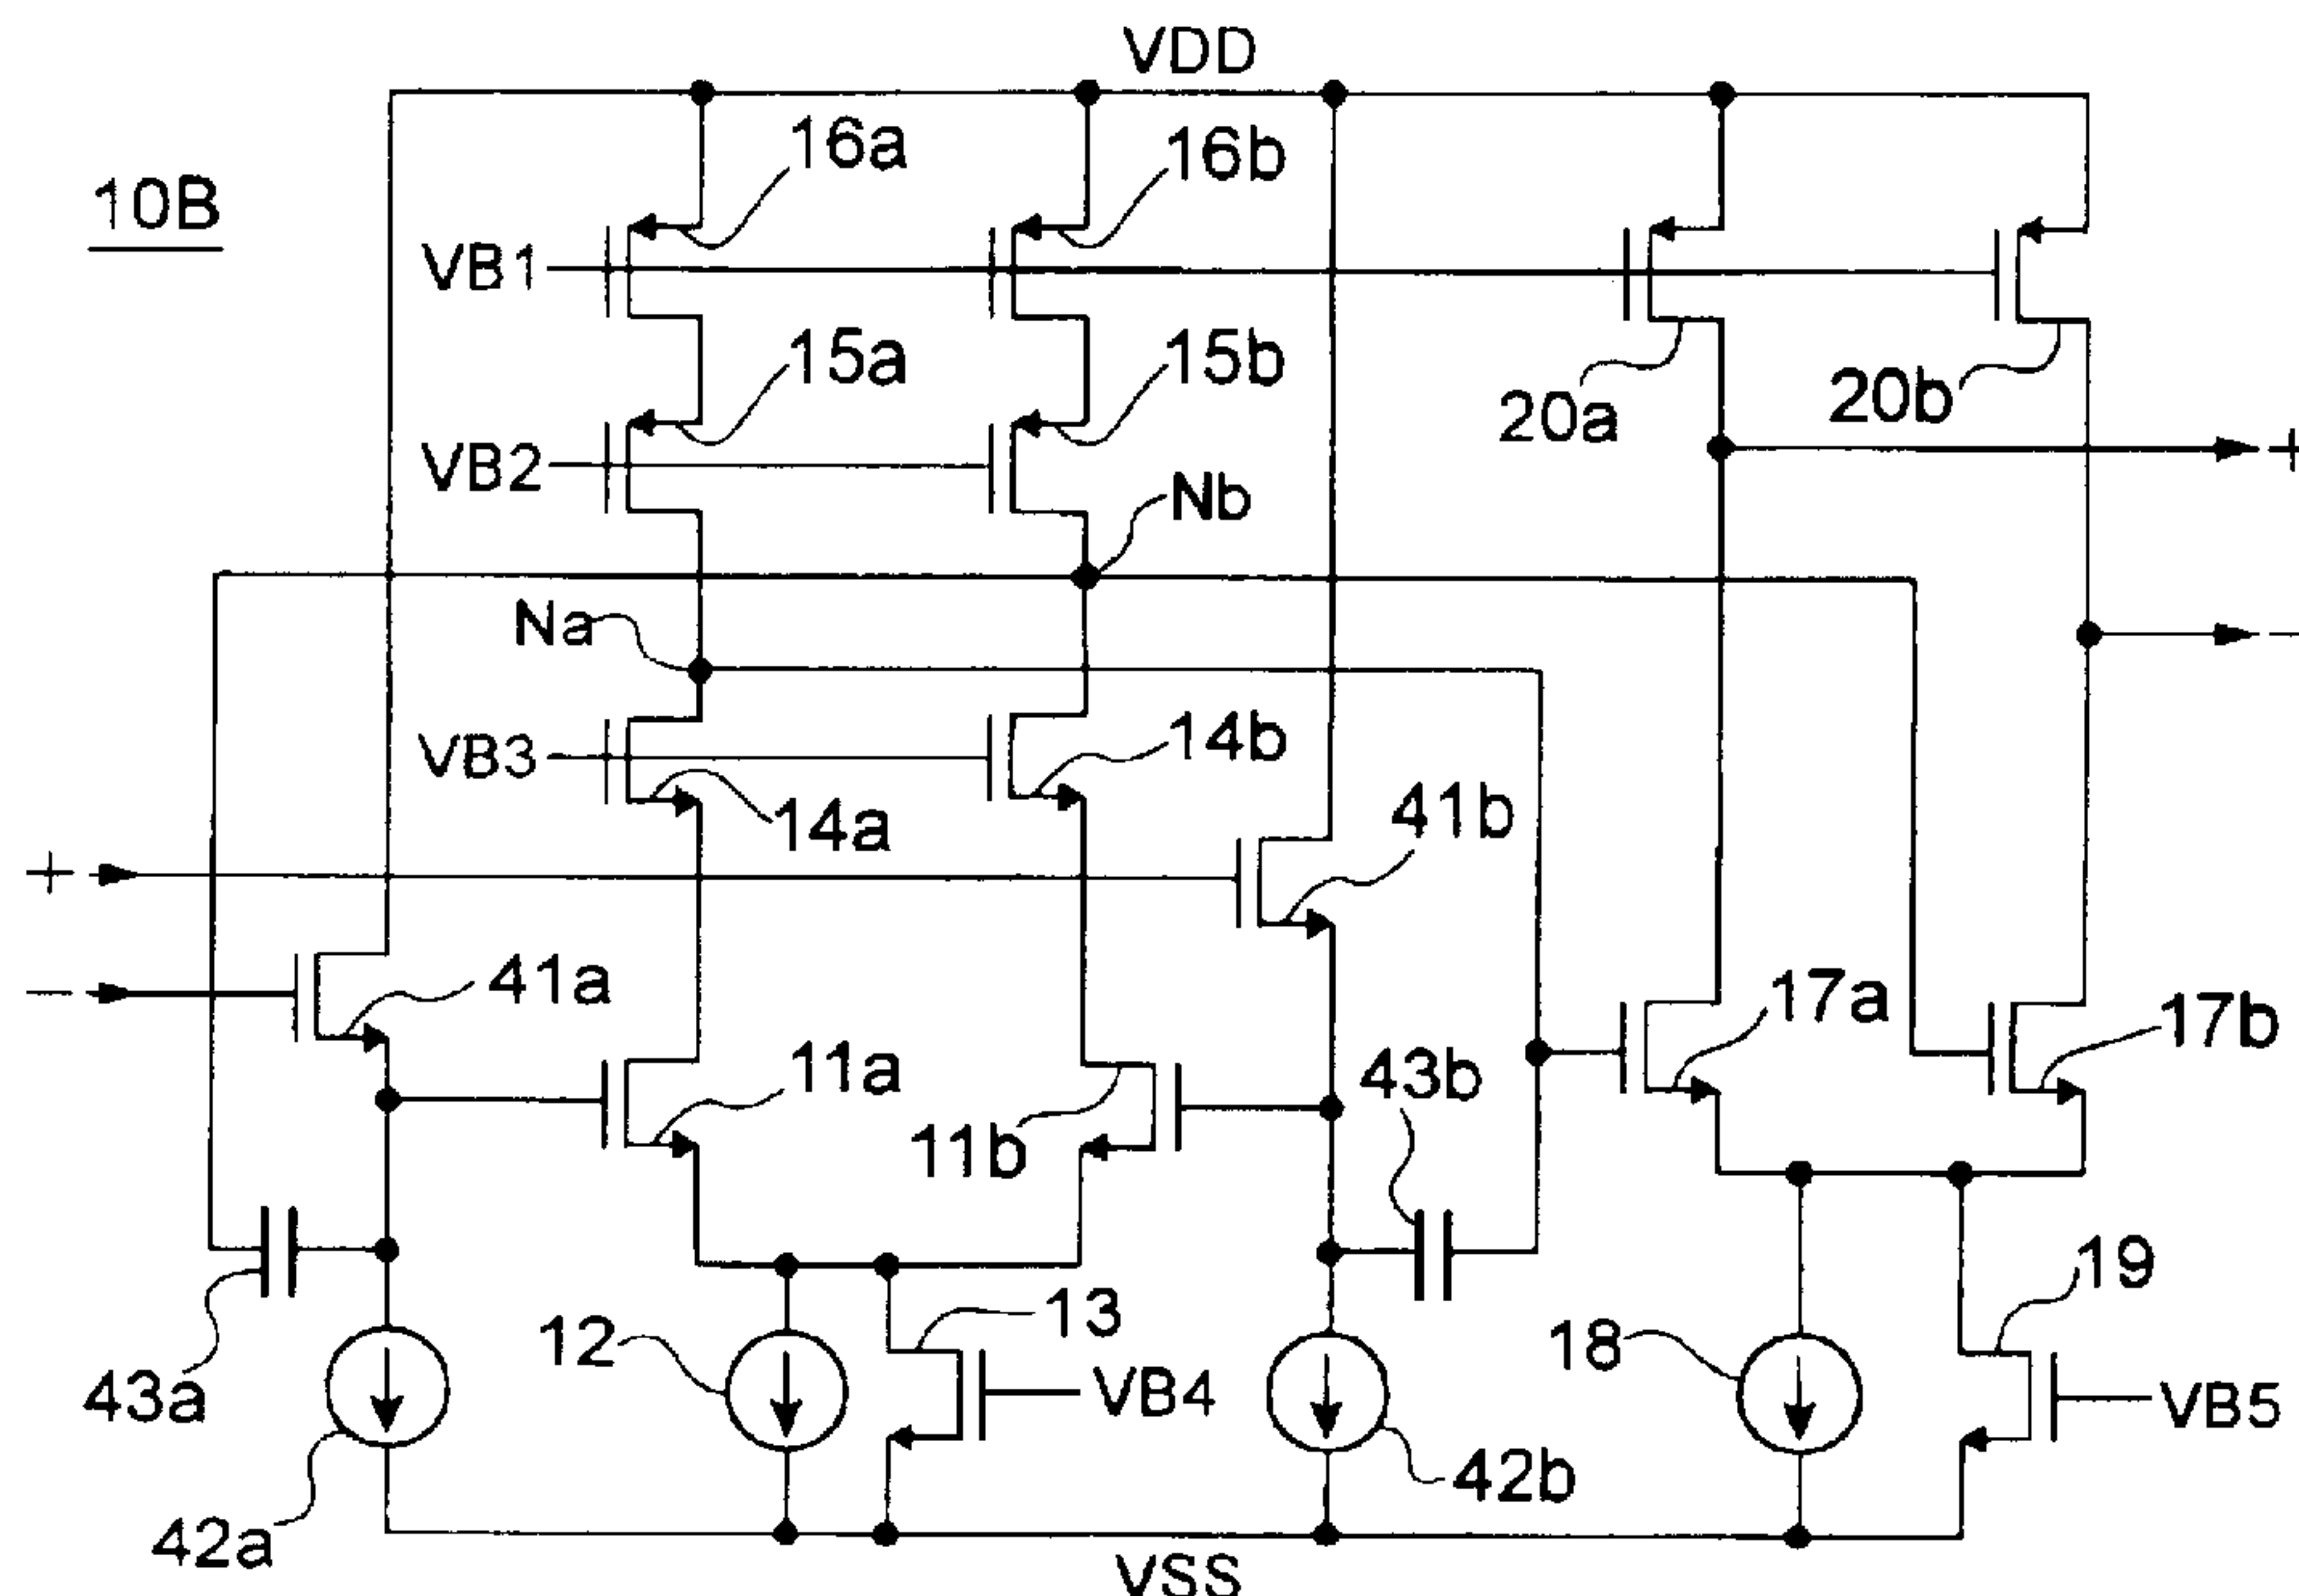 VDD
10B
16a
16b
VB1
15a
15b
20a
20b
VB2
+
Nb
Na
−
VB3
14a
14b
41b
+
−
41a
17a
17b
11a
11b
43b
43a
12
13
VB4
18
19
VB5
42a
42b
VSS